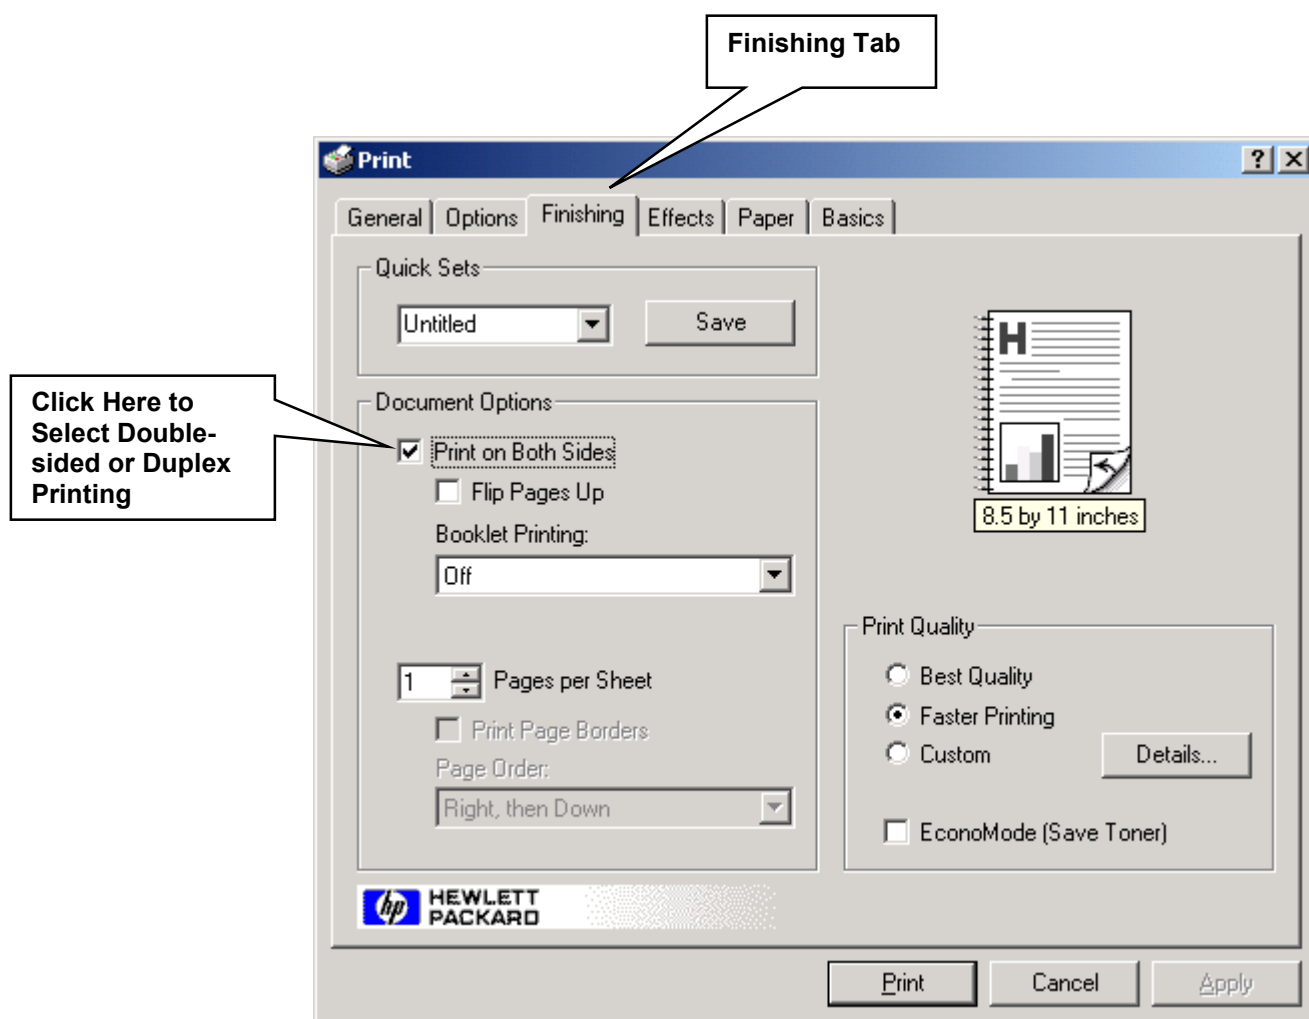 Finishing Tab
Print
General Options Finishing Effects Paper Basics
Quick Sets
Untitled Save
H
8.5 by 11 inches
Click Here to
Select Double-
sided or Duplex
Printing
Document Options
Print on Both Sides
Flip Pages Up
Booklet Printing:
Off
1 Pages per Sheet
Print Page Borders
Page Order:
Right, then Down
Print Quality
Best Quality
Faster Printing
Custom Details...
EconoMode (Save Toner)
hp HEWLETT
PACKARD
Print Cancel Apply